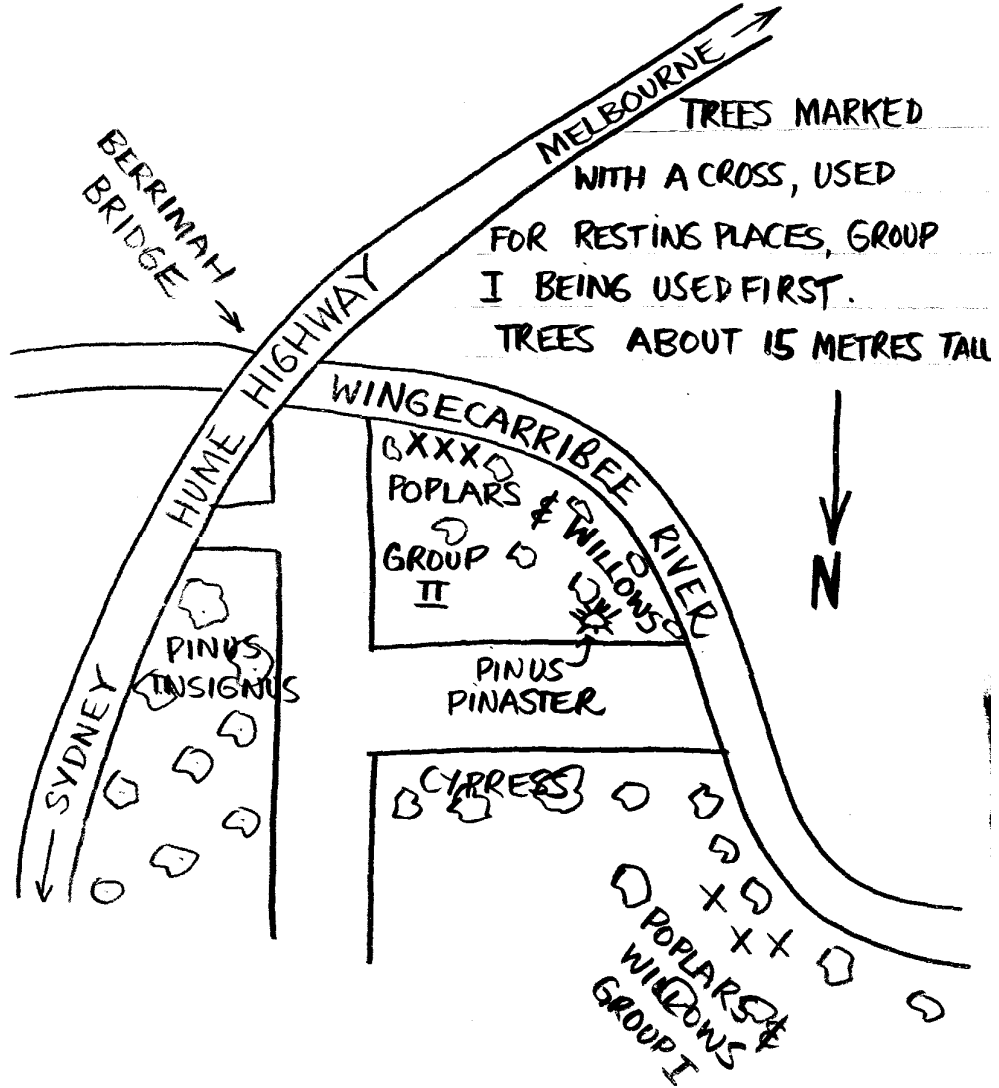 MELBOURNE
TREES MARKED
WITH A CROSS, USED
FOR RESTING PLACES, GROUP
I BEING USED FIRST.
TREES ABOUT 15 METRES TALL
BERRIMAH
BRIDGE
HUME HIGHWAY
WINGECARRIBEE RIVER
XXX
POPLARS & WILLOWS
GROUP
II
N
PINUS
INSIGNUS
PINUS
PINASTER
SYDNEY
CYPRESS
X
X X
POPLARS &
WILLOWS
GROUP I